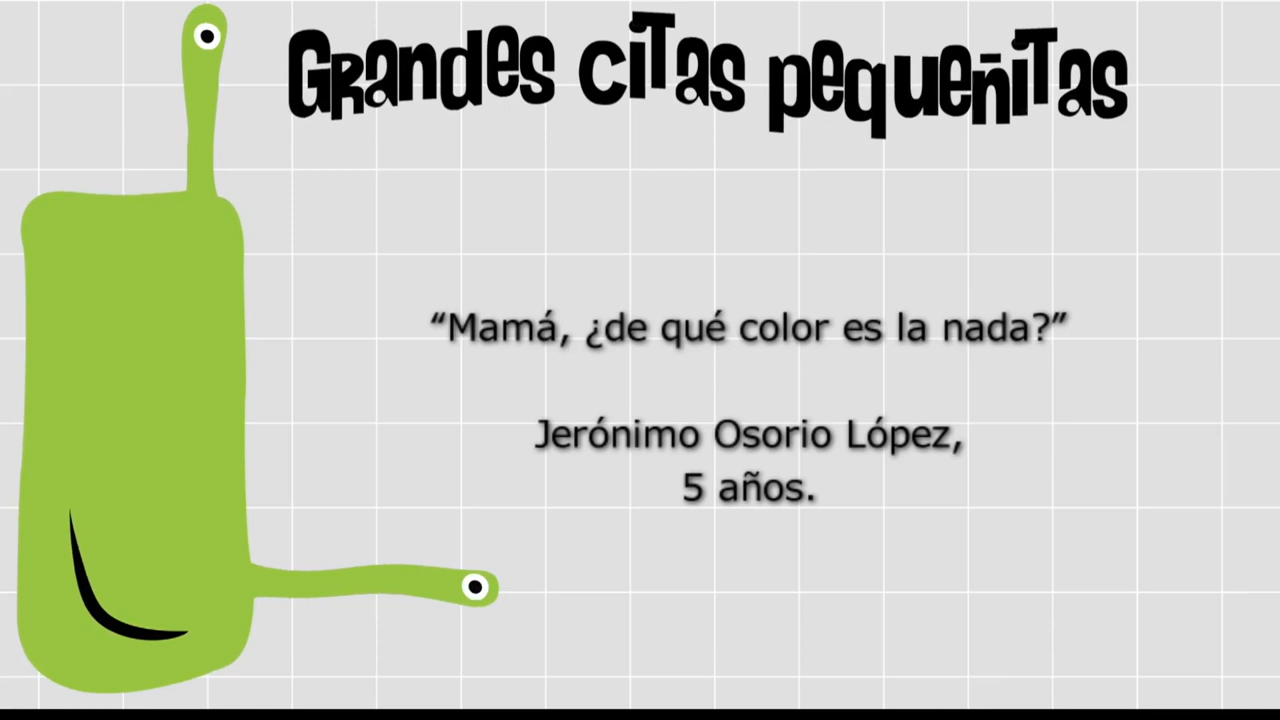 Grandes citas pequeñitas
“Mamá, ¿de qué color es la nada?”
Jerónimo Osorio López,
5 años.